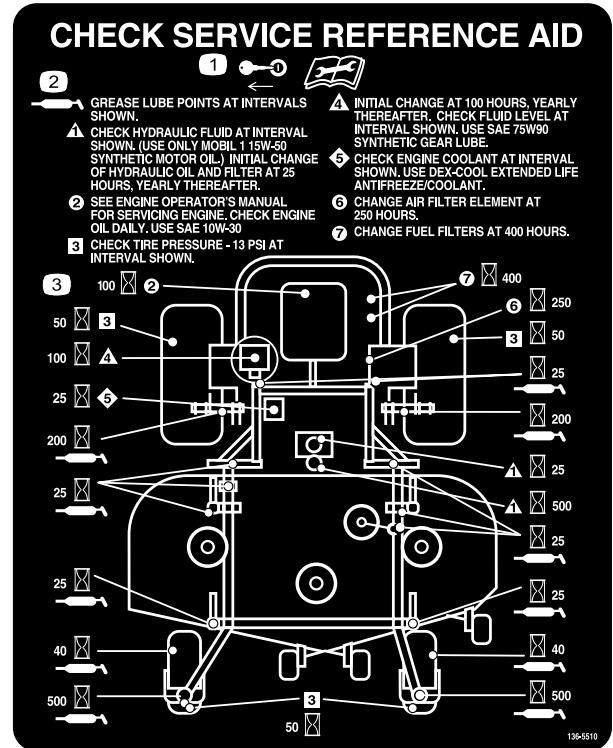 CHECK SERVICE REFERENCE AID
1
2
GREASE LUBE POINTS AT INTERVALS
SHOWN.
1 CHECK HYDRAULIC FLUID AT INTERVAL
SHOWN. (USE ONLY MOBIL 1 15W-50
SYNTHETIC MOTOR OIL.) INITIAL CHANGE
OF HYDRAULIC OIL AND FILTER AT 25
HOURS, YEARLY THEREAFTER.
2 SEE ENGINE OPERATOR'S MANUAL
FOR SERVICING ENGINE. CHECK ENGINE
OIL DAILY. USE SAE 10W-30
3 CHECK TIRE PRESSURE - 13 PSI AT
INTERVAL SHOWN.
4 INITIAL CHANGE AT 100 HOURS, YEARLY
THEREAFTER. CHECK FLUID LEVEL AT
INTERVAL SHOWN. USE SAE 75W90
SYNTHETIC GEAR LUBE.
5 CHECK ENGINE COOLANT AT INTERVAL
SHOWN. USE DEX-COOL EXTENDED LIFE
ANTIFREEZE/COOLANT.
6 CHANGE AIR FILTER ELEMENT AT
250 HOURS.
7 CHANGE FUEL FILTERS AT 400 HOURS.
3
100 2
7 400
6 250
50 3
3 50
100 4
25
25 5
200
200
1 25
25
1 500
25
25
25
40
40
500
500
3
50
136-5510